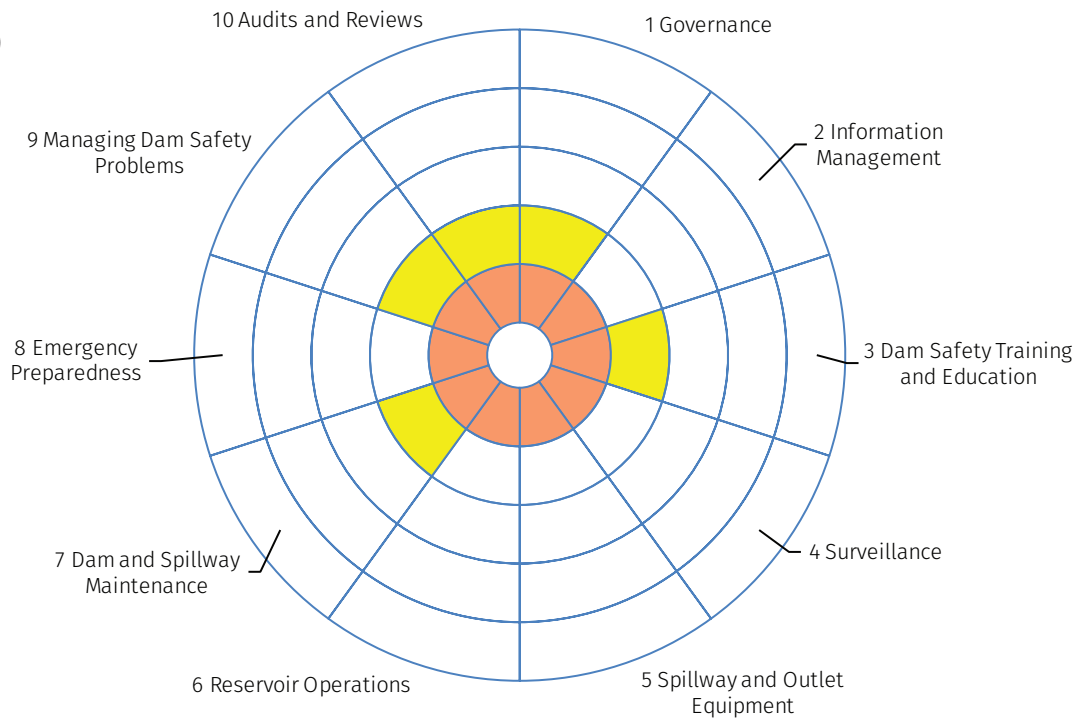 10 Audits and Reviews
1 Governance
2 Information
Management
3 Dam Safety Training
and Education
4 Surveillance
5 Spillway and Outlet
Equipment
6 Reservoir Operations
7 Dam and Spillway
Maintenance
8 Emergency
Preparedness
9 Managing Dam Safety
Problems